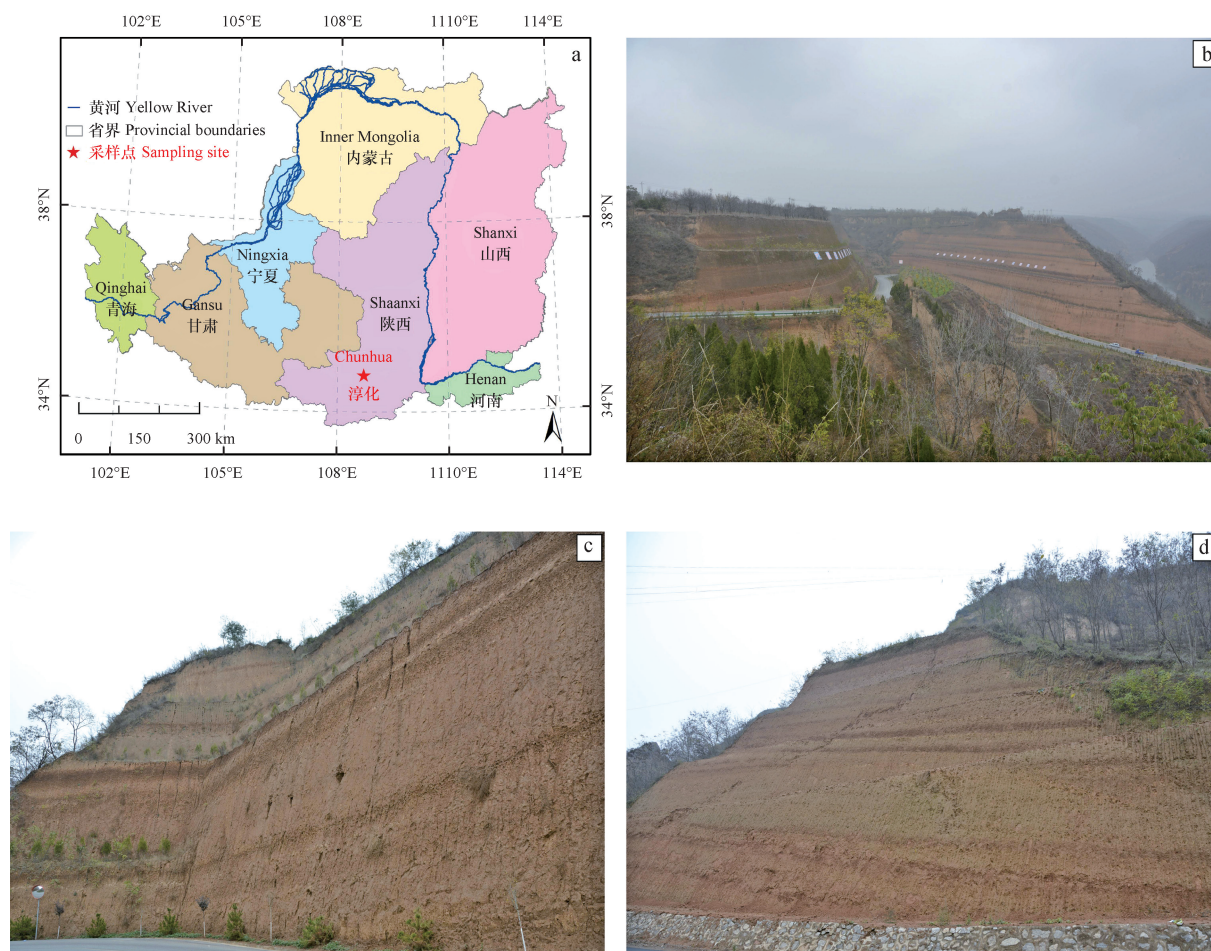 102°E 105°E 108°E 1110°E 114°E
a
黄河 Yellow River
省界 Provincial boundaries
采样点 Sampling site
38°N
34°N
38°N
34°N
Inner Mongolia
内蒙古
Shanxi
山西
Ningxia
宁夏
Qinghai
青海
Gansu
甘肃
Shaanxi
陕西
Chunhua
淳化
Henan
河南
N
0 150 300 km
102°E 105°E 108°E 1110°E 114°E
b
c
d